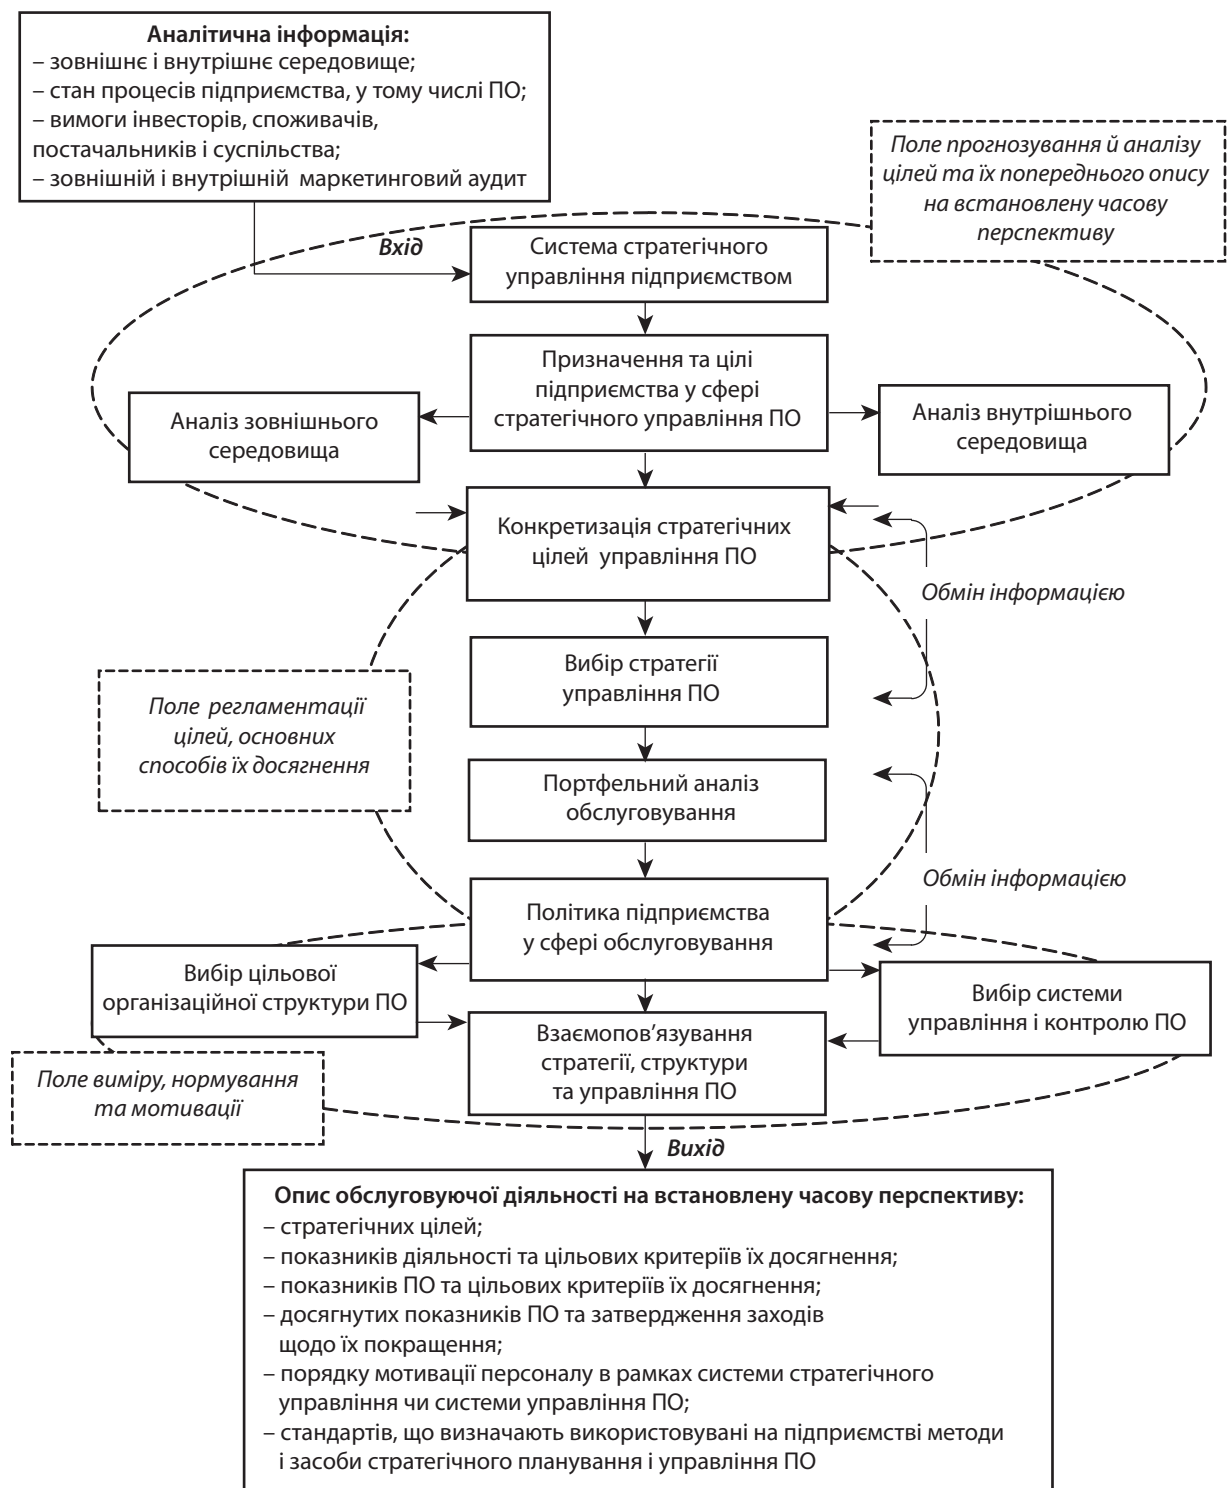 Аналітична інформація:
– зовнішнє і внутрішнє середовище;
– стан процесів підприємства, у тому числі ПО;
– вимоги інвесторів, споживачів,
постачальників і суспільства;
– зовнішній і внутрішній маркетинговий аудит
Поле прогнозування й аналізу
цілей та їх попереднього опису
на встановлену часову
перспективу
Вхід
Система стратегічного
управління підприємством
Призначення та цілі
підприємства у сфері
стратегічного управління ПО
Аналіз зовнішнього
середовища
Аналіз внутрішнього
середовища
Конкретизація стратегічних
цілей управління ПО
Обмін інформацією
Вибір стратегії
управління ПО
Поле регламентації
цілей, основних
способів їх досягнення
Портфельний аналіз
обслуговування
Обмін інформацією
Політика підприємства
у сфері обслуговування
Вибір цільової
організаційної структури ПО
Вибір системи
управління і контролю ПО
Взаємопов’язування
стратегії, структури
та управління ПО
Поле виміру, нормування
та мотивації
Вихід
Опис обслуговуючої діяльності на встановлену часову перспективу:
– стратегічних цілей;
– показників діяльності та цільових критеріїв їх досягнення;
– показників ПО та цільових критеріїв їх досягнення;
– досягнутих показників ПО та затвердження заходів
щодо їх покращення;
– порядку мотивації персоналу в рамках системи стратегічного
управління чи системи управління ПО;
– стандартів, що визначають використовувані на підприємстві методи
і засоби стратегічного планування і управління ПО